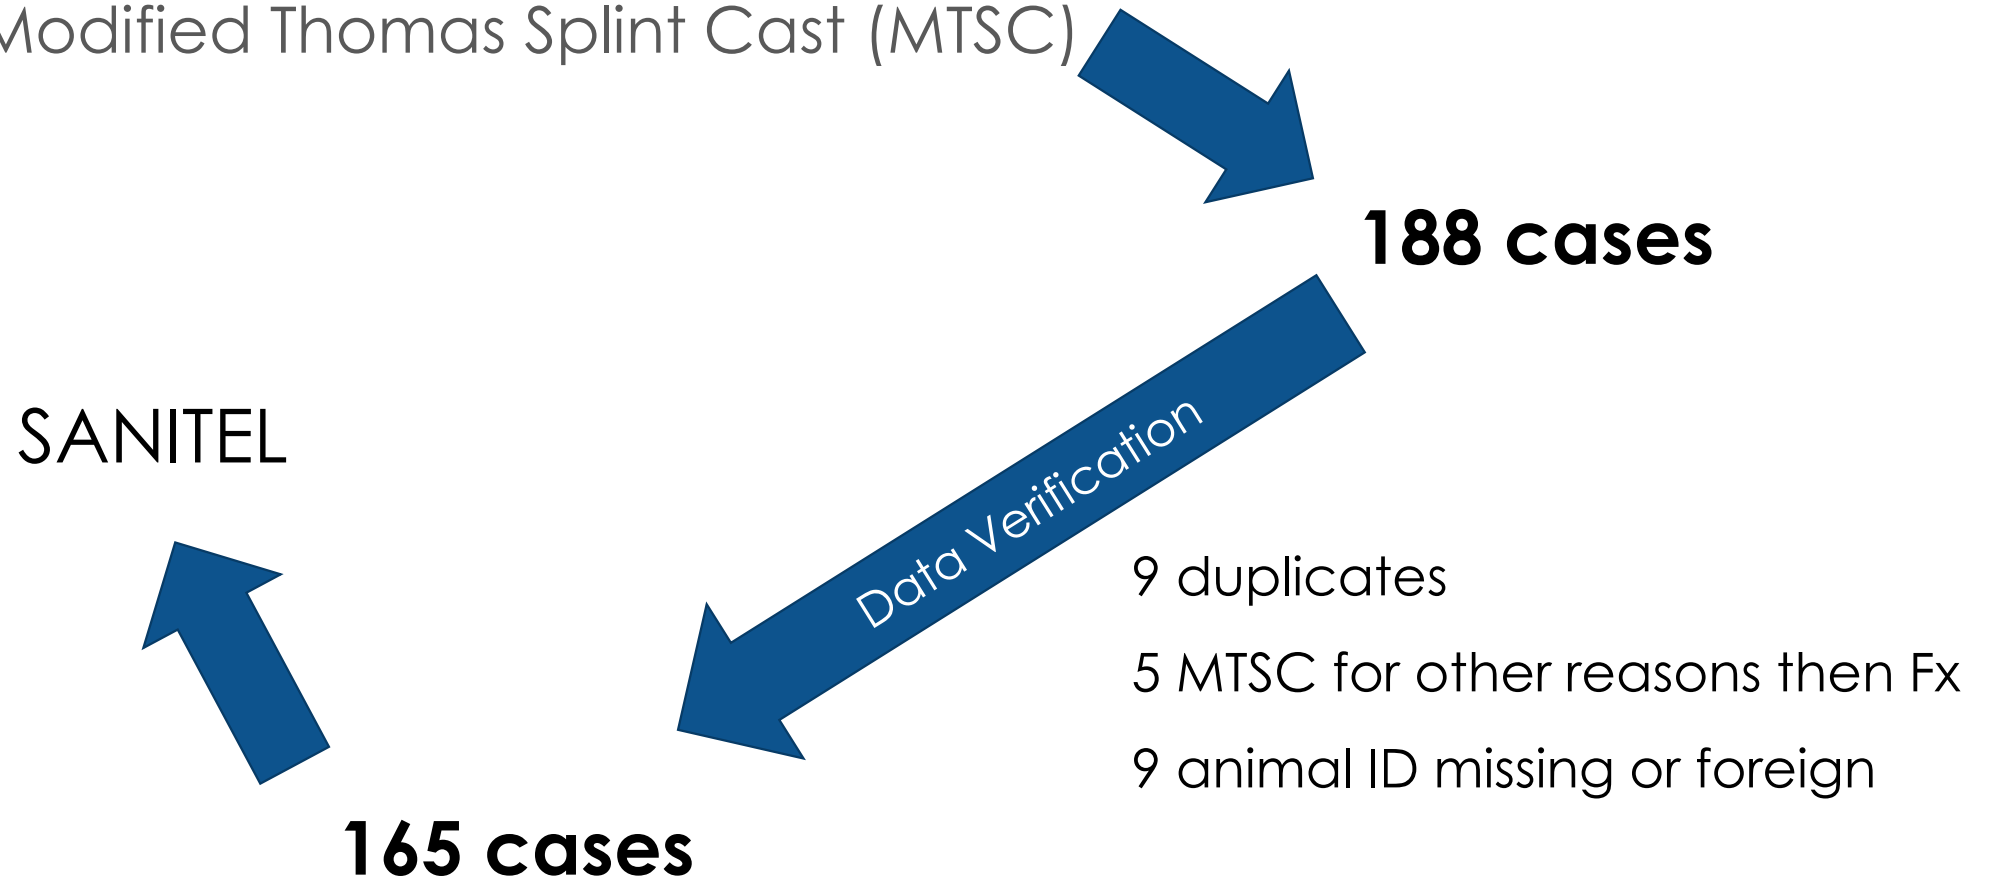 Modified Thomas Splint Cast (MTSC)
188 cases
SANITEL
Data Verification
9 duplicates
5 MTSC for other reasons then Fx
9 animal ID missing or foreign
165 cases